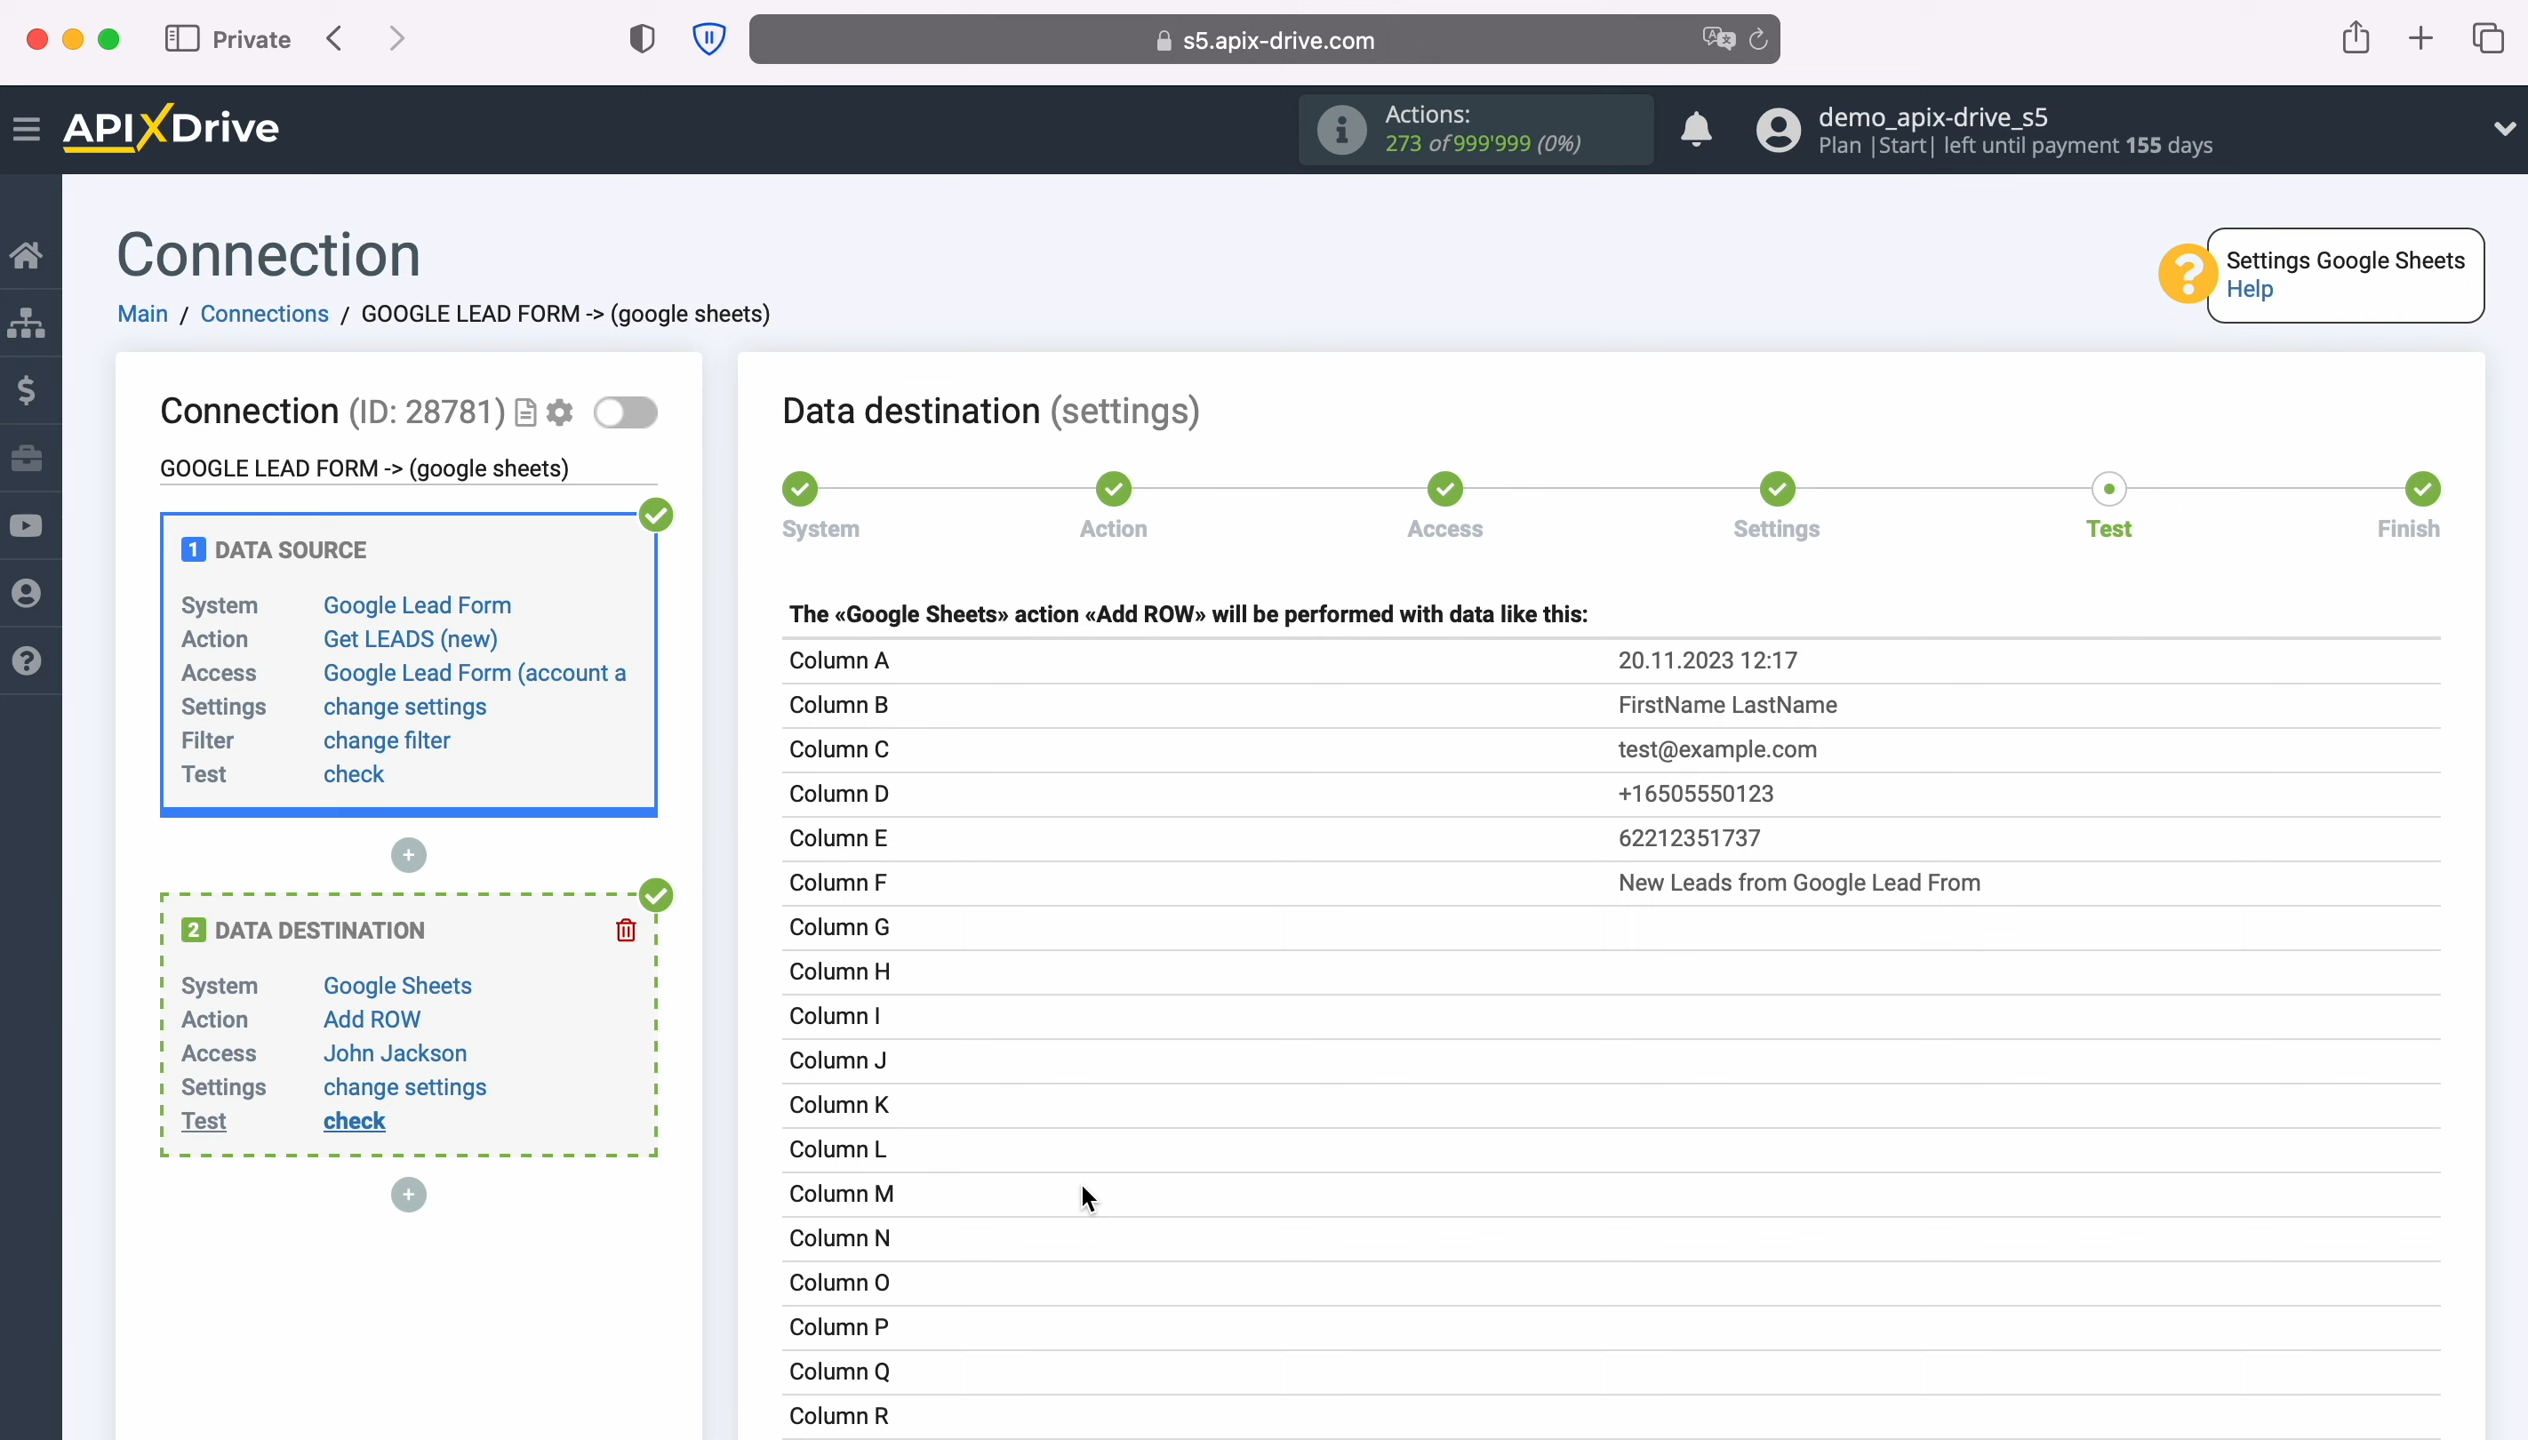 Private
s5.apix-drive.com
APIXDrive
Actions:
273 of 999'999 (0%)
demo_apix-drive_s5
Plan |Start| left until payment 155 days
Connection
Main / Connections / GOOGLE LEAD FORM -> (google sheets)
Settings Google Sheets
Help
Connection (ID: 28781)
GOOGLE LEAD FORM -> (google sheets)
1 DATA SOURCE
System Google Lead Form
Action Get LEADS (new)
Access Google Lead Form (account a
Settings change settings
Filter change filter
Test check
2 DATA DESTINATION
System Google Sheets
Action Add ROW
Access John Jackson
Settings change settings
Test check
Data destination (settings)
System Action Access Settings Test Finish
The «Google Sheets» action «Add ROW» will be performed with data like this:
Column A 20.11.2023 12:17
Column B FirstName LastName
Column C test@example.com
Column D +16505550123
Column E 62212351737
Column F New Leads from Google Lead From
Column G
Column H
Column I
Column J
Column K
Column L
Column M
Column N
Column O
Column P
Column Q
Column R